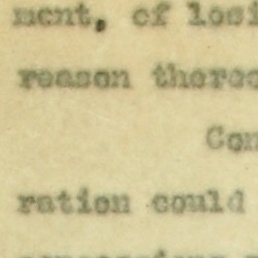 ment, of losi
reason thereo
Con
ration could